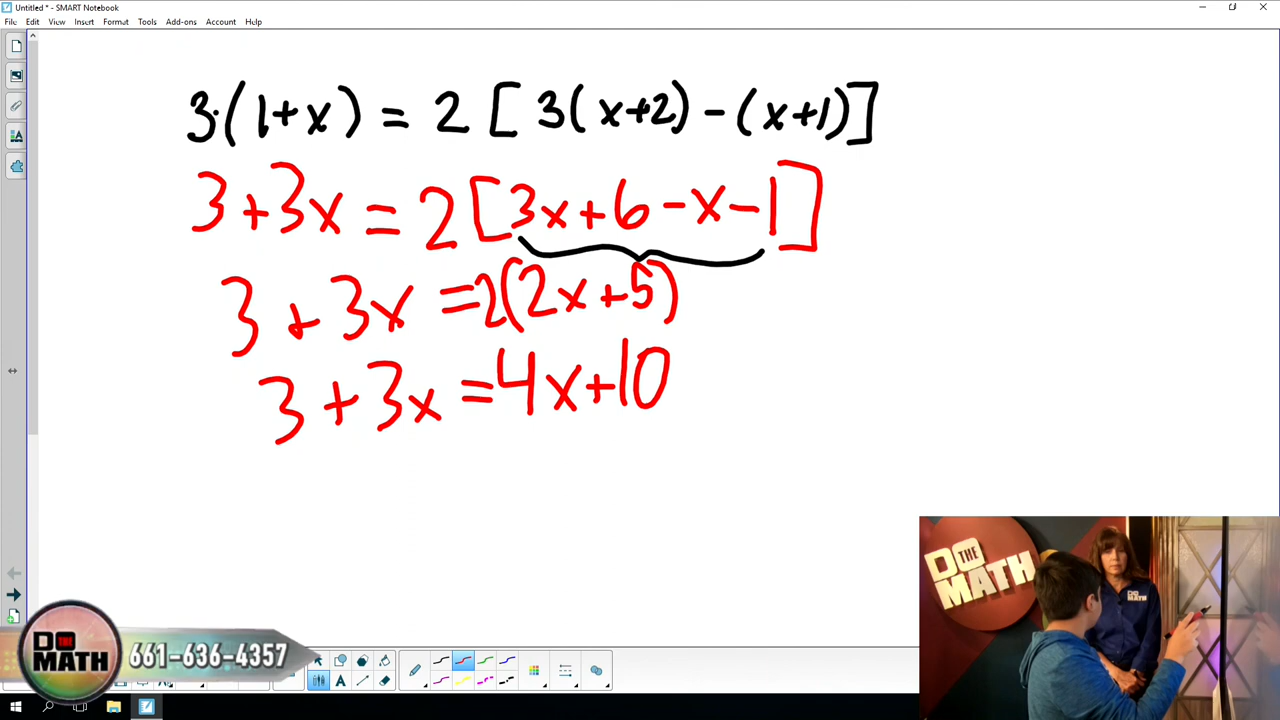 Untitled * - SMART Notebook
File Edit View Insert Format Tools Add-ons Account Help
3·(1+x) = 2[3(x+2)-(x+1)]
3+3x=2[3x+6-x-1]
3+3x=2(2x+5)
3+3x=4x+10
DO THE MATH
MATH
DO THE MATH 661-636-4357